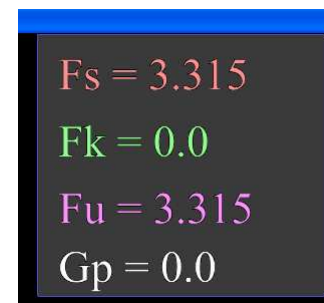 Fs = 3.315
Fk = 0.0
Fu = 3.315
Gp = 0.0